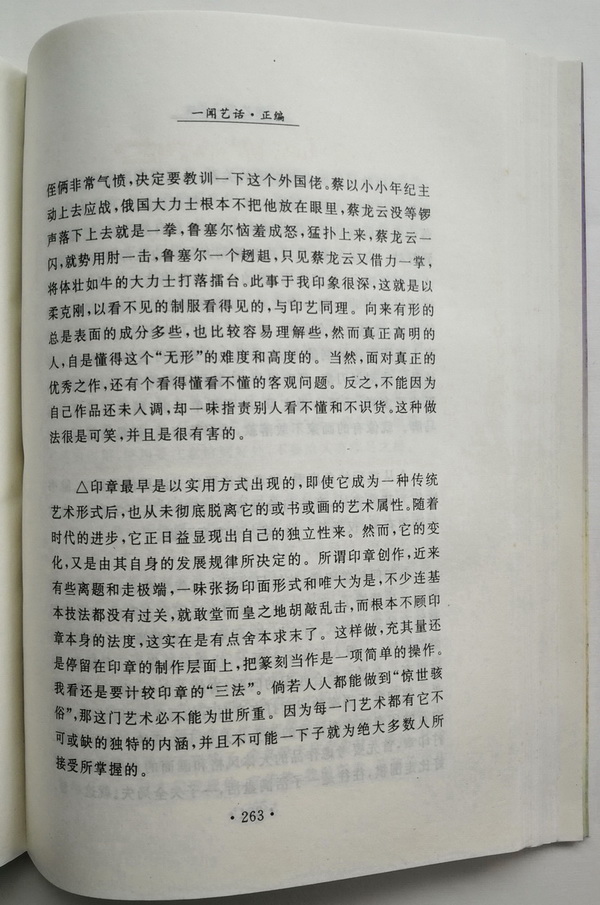 一闻艺话·正编
侄俩非常气愤，决定要教训一下这个外国佬。蔡以小小年纪主
动上去应战，俄国大力士根本不把他放在眼里，蔡龙云没等锣
声落下上去就是一拳，鲁塞尔恼羞成怒，猛扑上来，蔡龙云一
闪，就势用肘一击，鲁塞尔一个趔趄，只见蔡龙云又借力一掌，
将体壮如牛的大力士打落擂台。此事于我印象很深，这就是以
柔克刚，以看不见的制服看得见的，与印艺同理。向来有形的
总是表面的成分多些，也比较容易理解些，然而真正高明的
人，自是懂得这个“无形”的难度和高度的。当然，面对真正的
优秀之作，还有个看得懂看不懂的客观问题。反之，不能因为
自己作品还未入调，却一味指责别人看不懂和不识货。这种做
法很是可笑，并且是很有害的。
△印章最早是以实用方式出现的，即使它成为一种传统
艺术形式后，也从未彻底脱离它的或书或画的艺术属性。随着
时代的进步，它正日益显现出自己的独立性来。然而，它的变
化，又是由其自身的发展规律所决定的。所谓印章创作，近来
有些离题和走极端，一味张扬印面形式和唯大为是，不少连基
本技法都没有过关，就敢堂而皇之地胡敲乱击，而根本不顾印
章本身的法度，这实在是有点舍本求末了。这样做，充其量还
是停留在印章的制作层面上，把篆刻当作是一项简单的操作。
我看还是要计较印章的“三法”。倘若人人都能做到“惊世骇
俗”，那这门艺术必不能为世所重。因为每一门艺术都有它不
可或缺的独特的内涵，并且不可能一下子就为绝大多数人所
接受所掌握的。
·263·